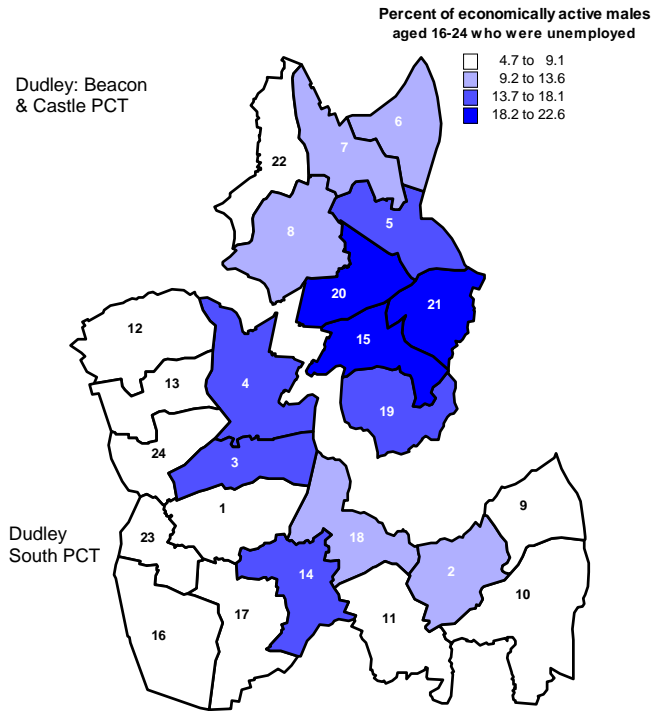 Percent of economically active males
aged 16-24 who were unemployed
4.7 to 9.1
9.2 to 13.6
13.7 to 18.1
18.2 to 22.6
Dudley: Beacon
& Castle PCT
6
7
22
5
8
20
21
12
15
13
4
19
24
3
1
9
Dudley
South PCT
23
18
2
14
10
17
11
16